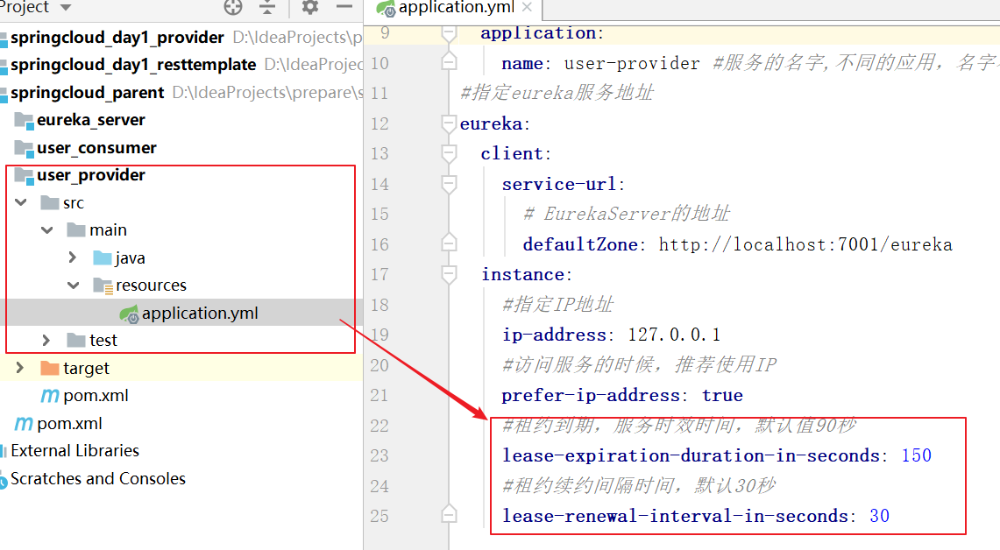 Project
springcloud_day1_provider D:\IdeaProjects\p
springcloud_day1_resttemplate D:\IdeaProjec
springcloud_parent D:\IdeaProjects\prepare\s
eureka_server
user_consumer
user_provider
src
main
java
resources
application.yml
test
target
pom.xml
pom.xml
External Libraries
Scratches and Consoles
application.yml
9 application:
10 name: user-provider #服务的名字,不同的应用，名字
11 #指定eureka服务地址
12 eureka:
13 client:
14 service-url:
15 # EurekaServer的地址
16 defaultZone: http://localhost:7001/eureka
17 instance:
18 #指定IP地址
19 ip-address: 127.0.0.1
20 #访问服务的时候，推荐使用IP
21 prefer-ip-address: true
22 #租约到期，服务时效时间，默认值90秒
23 lease-expiration-duration-in-seconds: 150
24 #租约续约间隔时间，默认30秒
25 lease-renewal-interval-in-seconds: 30